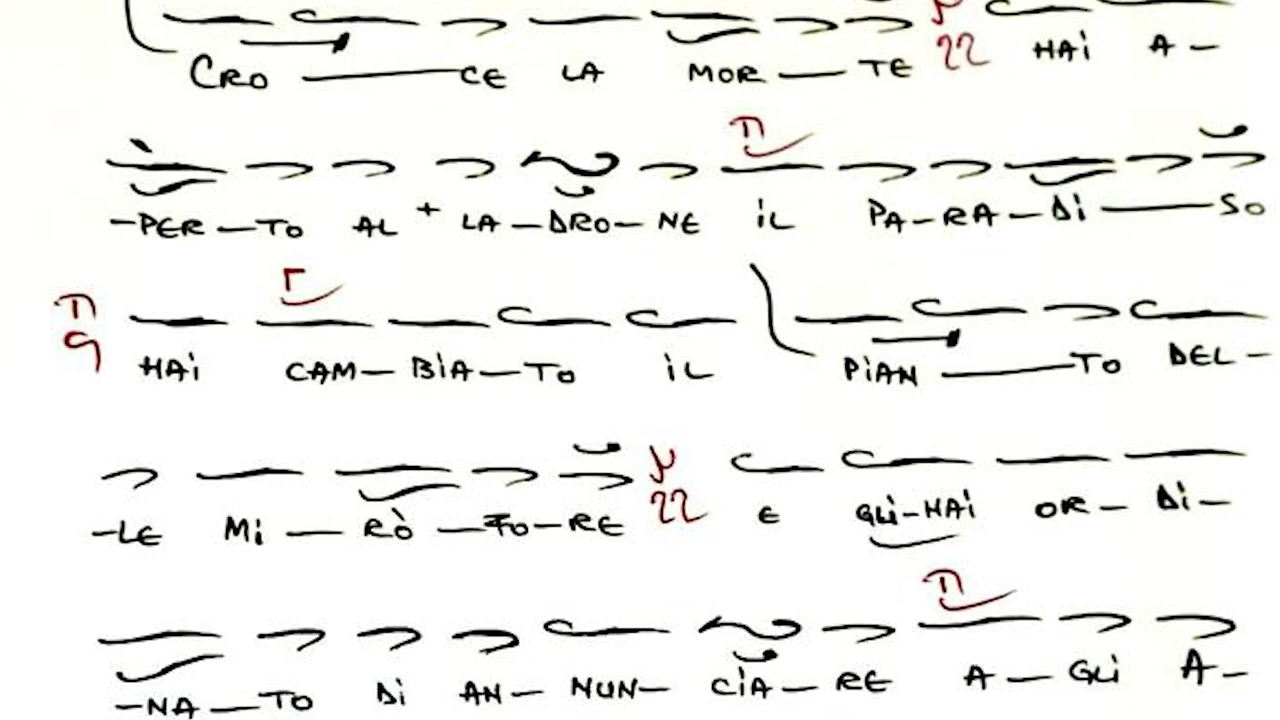 CRO — CE LA MOR — TE HAi A -
- PER — TO AL + LA — DRO — NE iL PA — RA — Di — SO
HAi CAM — BiA — TO iL PiAN — TO DEL -
- LE Mi — RÒ — FO — RE E GLi - HAi OR — Di -
- NA — TO Di AN — NUN — CiA — RE A — GLi A -